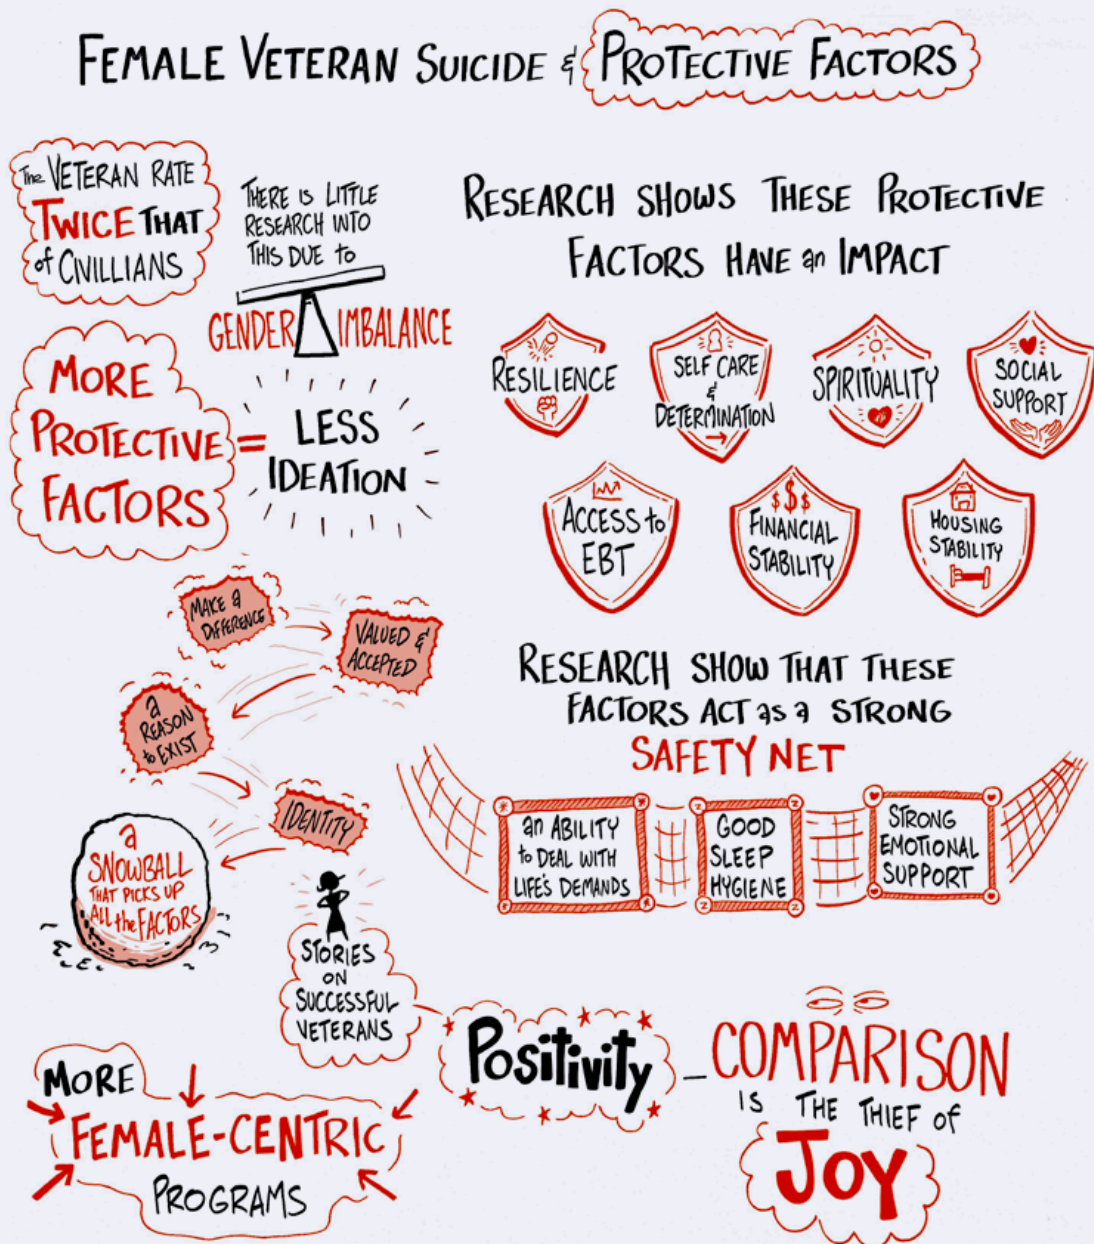 FEMALE VETERAN SUICIDE & PROTECTIVE FACTORS
The VETERAN RATE
TWICE THAT
of CIVILLIANS
THERE IS LITTLE
RESEARCH INTO
THIS DUE to
GENDER IMBALANCE
MORE
PROTECTIVE
FACTORS
=
LESS
IDEATION
RESEARCH SHOWS THESE PROTECTIVE
FACTORS HAVE an IMPACT
RESILIENCE
SELF CARE
&
DETERMINATION
SPIRITUALITY
SOCIAL
SUPPORT
ACCESS to
EBT
$$$
FINANCIAL
STABILITY
HOUSING
STABILITY
MAKE a
DIFFERENCE
VALUED &
ACCEPTED
a
REASON
to EXIST
IDENTITY
a
SNOWBALL
THAT PICKS UP
ALL the FACTORS
RESEARCH SHOW THAT THESE
FACTORS ACT as a STRONG
SAFETY NET
an ABILITY
to DEAL WITH
LIFE'S DEMANDS
GOOD
SLEEP
HYGIENE
STRONG
EMOTIONAL
SUPPORT
STORIES
ON
SUCCESSFUL
VETERANS
Positivity
COMPARISON
IS THE THIEF of
JOY
MORE
FEMALE-CENTRIC
PROGRAMS